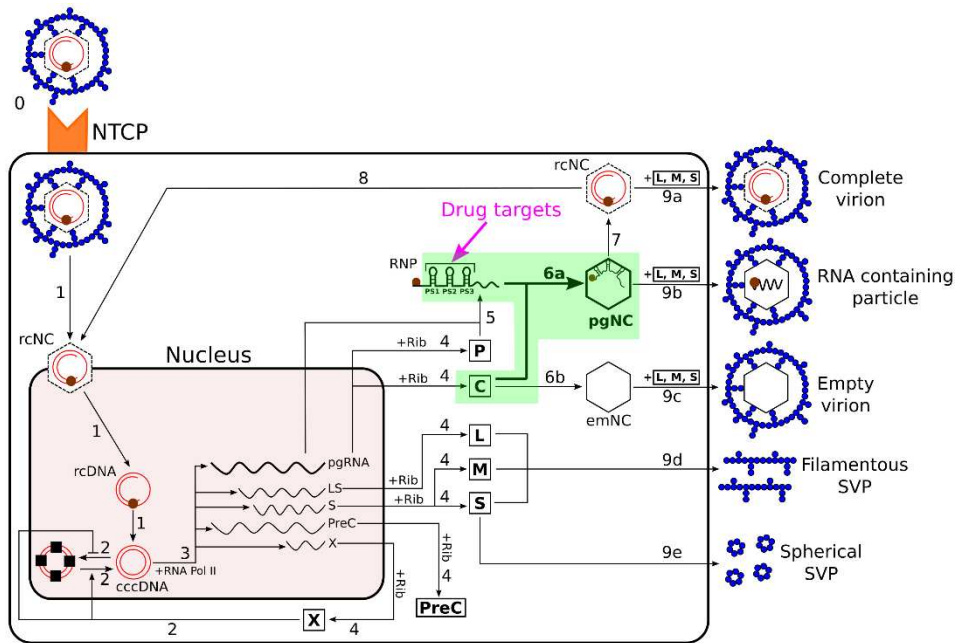 0
NTCP
8
rcNC
+ L, M, S
9a
Complete
virion
Drug targets
7
RNP
PS1 PS2 PS3
6a
pgNC
+ L, M, S
9b
RNA containing
particle
1
5
rcNC
Nucleus
+Rib 4 P
+Rib 4 C
6b
emNC
+ L, M, S
9c
Empty
virion
1
rcDNA
pgRNA
4 L
LS +Rib
4 M
S +Rib
4 S
9d
Filamentous
SVP
1
PreC
X
2
2
3
+RNA Pol II
cccDNA
+Rib
+Rib
4
PreC
9e
Spherical
SVP
2
X
4